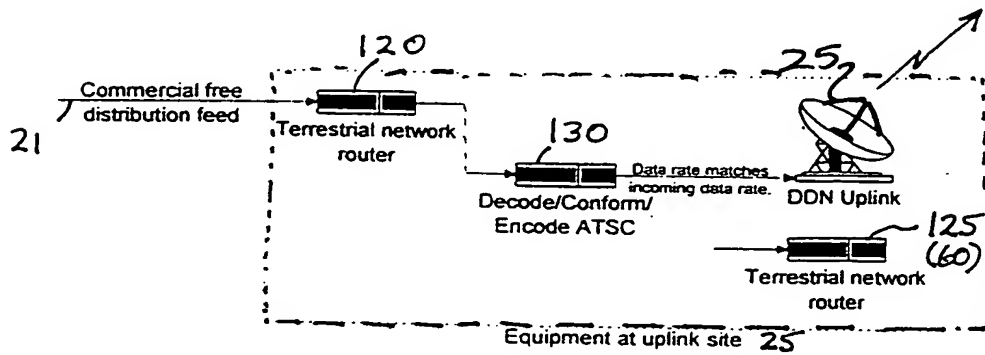 120
25
Commercial free
distribution feed
21
Terrestrial network
router
130
Data rate matches
incoming data rate.
Decode/Conform/
Encode ATSC
DDN Uplink
125
(60)
Terrestrial network
router
Equipment at uplink site 25